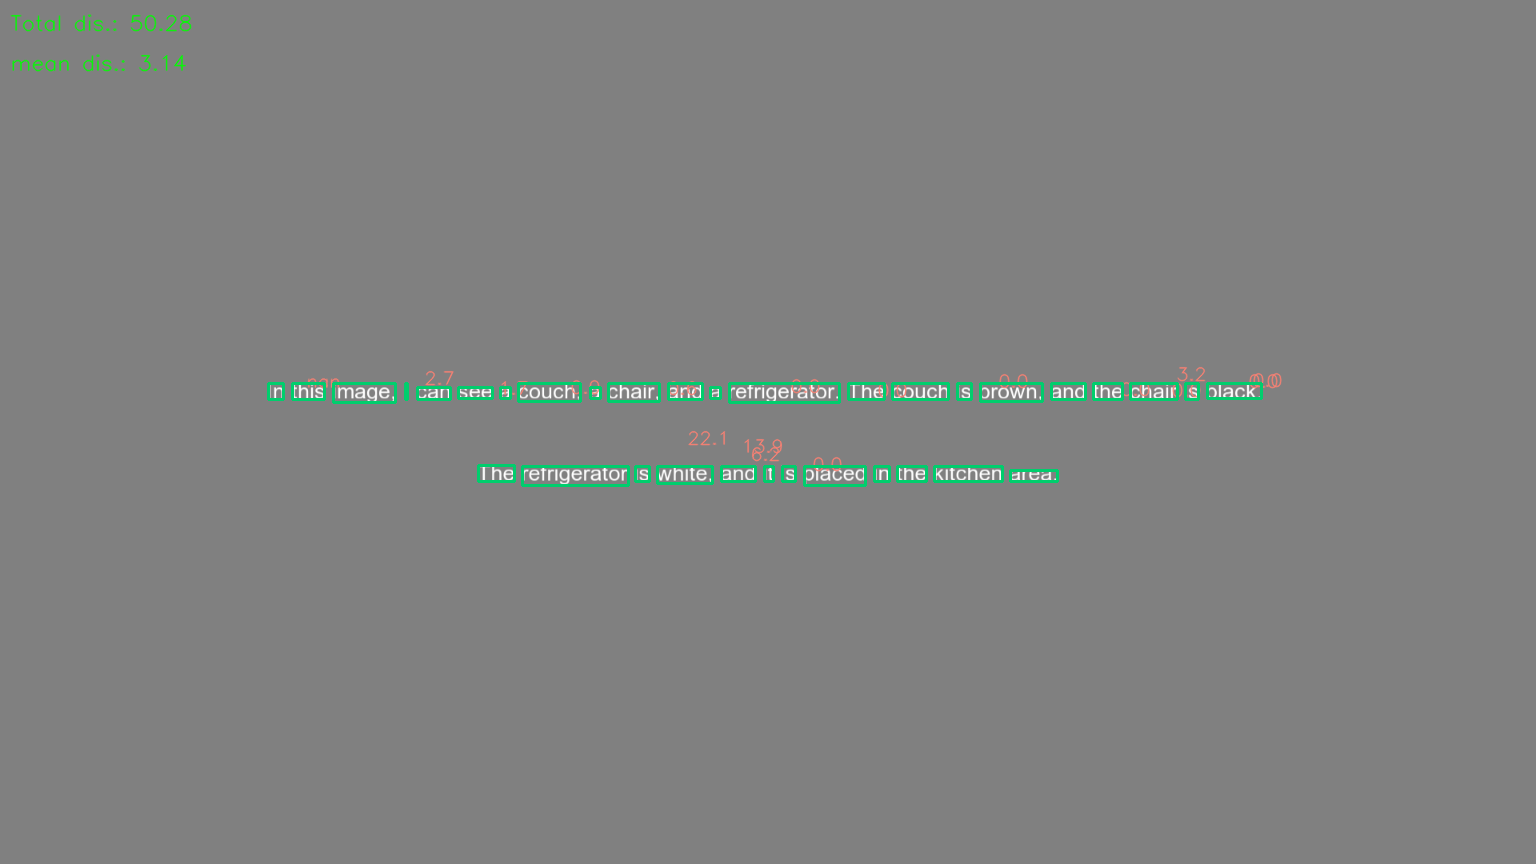 Total dis.: 50.28
mean dis.: 3.14
2.7
3.2
In this image, I can see a couch, a chair, and a refrigerator. The couch is brown, and the chair is black.
22.1
13.9
6.2
0.0
The refrigerator is white, and it is placed in the kitchen area.